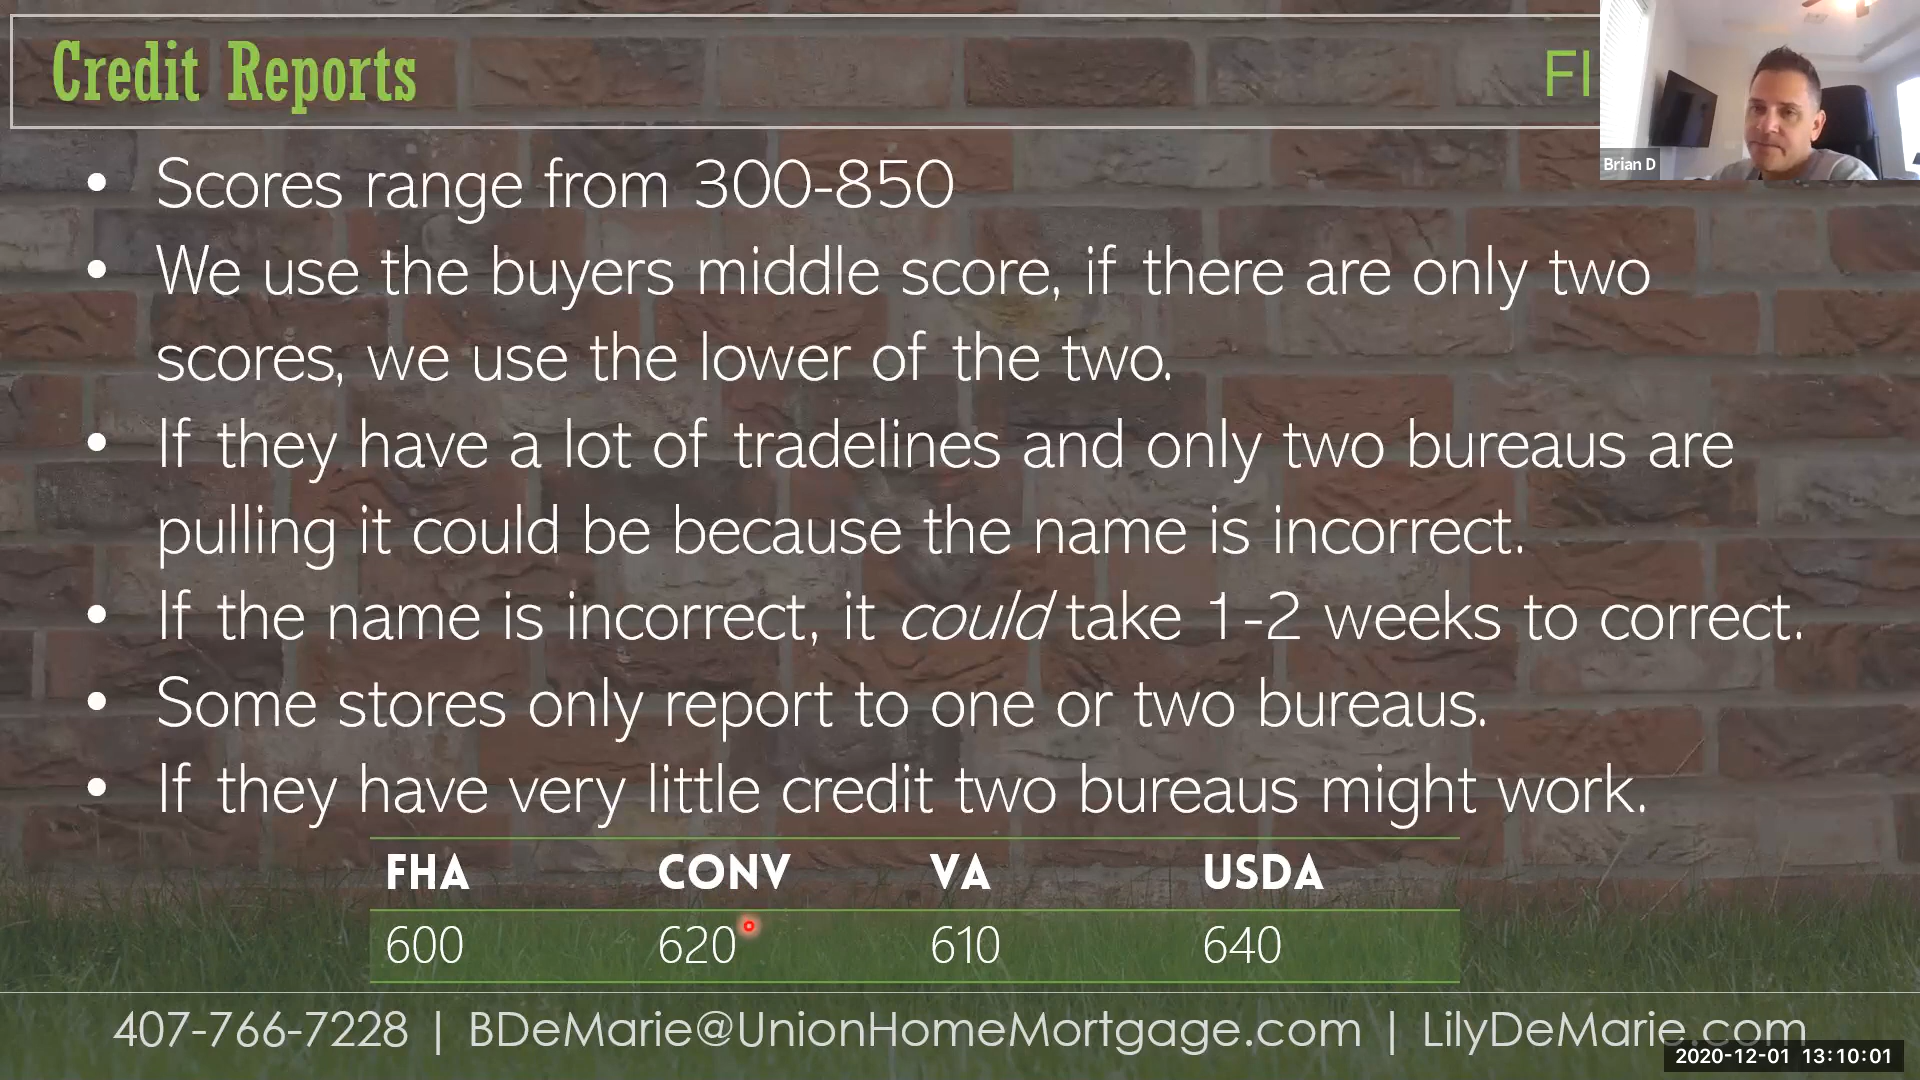 Credit Reports
FI
Brian D
• Scores range from 300-850
• We use the buyers middle score, if there are only two
scores, we use the lower of the two.
• If they have a lot of tradelines and only two bureaus are
pulling it could be because the name is incorrect.
• If the name is incorrect, it could take 1-2 weeks to correct.
• Some stores only report to one or two bureaus.
• If they have very little credit two bureaus might work.
FHA CONV VA USDA
600 620 610 640
407-766-7228 | BDeMarie@UnionHomeMortgage.com | LilyDeMarie.com
2020-12-01 13:10:01